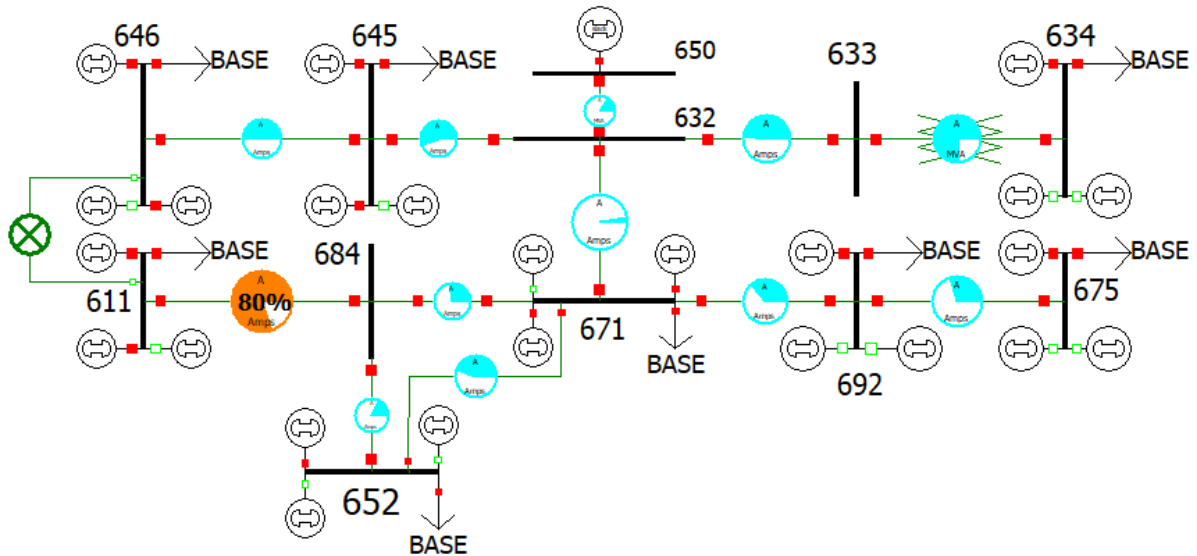 646
645
650
633
634
BASE
BASE
BASE
Slack
632
A
Amps
A
Amps
A
MVA
A
Amps
A
MVA
A
Amps
684
BASE
BASE
BASE
611
A
80%
Amps
A
Amps
671
A
Amps
A
Amps
675
BASE
692
A
Amps
A
Amps
652
BASE